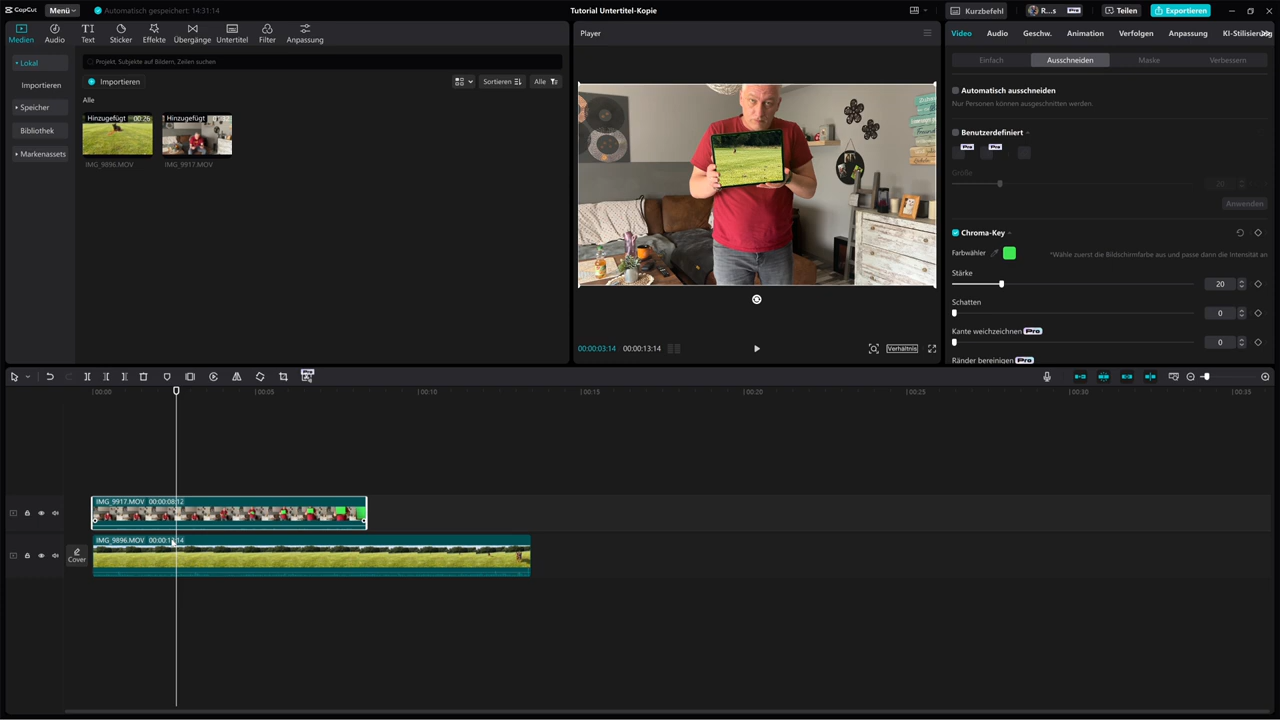 CapCut
Menü
Automatisch gespeichert: 14:31:14
Tutorial Untertitel-Kopie
Kurzbefehl
R...s
Pro
Teilen
Exportieren
Medien
Audio
Text
Sticker
Effekte
Übergänge
Untertitel
Filter
Anpassung
Lokal
Importieren
Speicher
Bibliothek
Markenassets
Projekt, Subjekte auf Bildern, Zeilen suchen
Importieren
Sortieren
Alle
Alle
Hinzugefügt
00:26
IMG_9896.MOV
Hinzugefügt
IMG_9917.MOV
Player
00:00:03:14
00:00:13:14
Verhältnis
Video
Audio
Geschw.
Animation
Verfolgen
Anpassung
KI-Stilisierung
Einfach
Ausschneiden
Maske
Verbessern
Automatisch ausschneiden
Nur Personen können ausgeschnitten werden.
Benutzerdefiniert
Pro
Pro
Größe
20
Anwenden
Chroma-Key
Farbwähler
*Wähle zuerst die Bildschirmfarbe aus und passe dann die Intensität an
Stärke
20
Schatten
0
Kante weichzeichnen
Pro
0
Ränder bereinigen
Pro
Pro
00:00
00:05
00:10
00:15
00:20
00:25
00:30
00:35
IMG_9917.MOV 00:00:08:12
Cover
IMG_9896.MOV 00:00:13:14